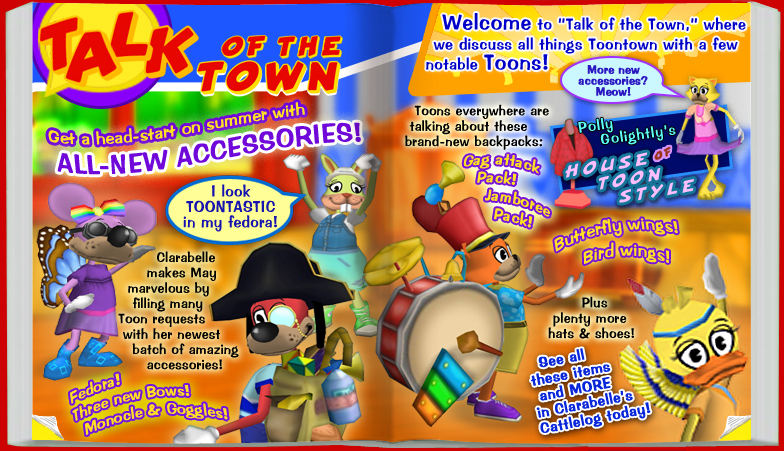 TALK
OF THE
TOWN
Get a head-start on summer with
ALL-NEW ACCESSORIES!
I look
TOONTASTIC
in my fedora!
Clarabelle
makes May
marvelous by
filling many
Toon requests
with her newest
batch of amazing
accessories!
Fedora!
Three new Bows!
Monocle & Goggles!
Welcome to "Talk of the Town," where
we discuss all things Toontown with a few
notable Toons!
More new
accessories?
Meow!
Toons everywhere are
talking about these
brand-new backpacks:
Gag attack
Pack!
Jamboree
Pack!
Polly
Golightly's
HOUSE OF
TOON
STYLE
Butterfly wings!
Bird wings!
Plus
plenty more
hats & shoes!
See all
these items
and MORE
in Clarabelle's
Cattlelog today!